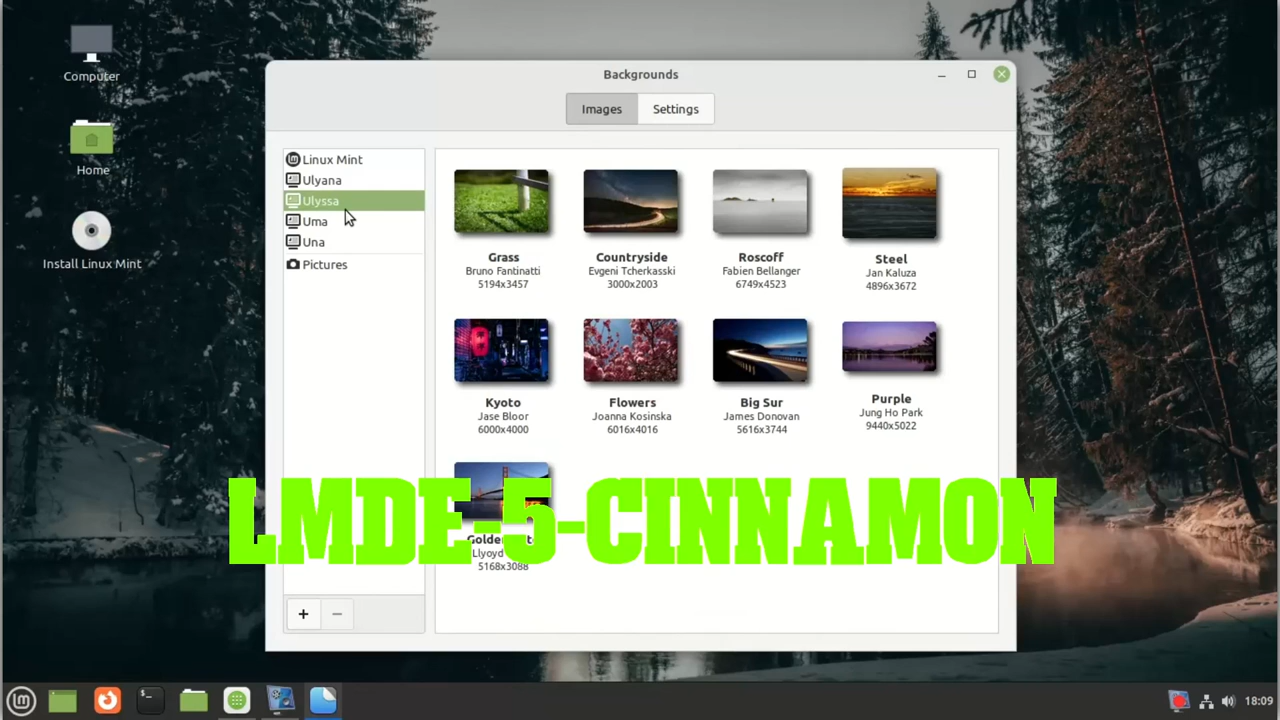 Computer
Home
Install Linux Mint
Backgrounds
Images Settings
Linux Mint
Ulyana
Ulyssa
Uma
Una
Pictures
Grass
Bruno Fantinatti
5194x3457
Countryside
Evgeni Tcherkasski
3000x2003
Roscoff
Fabien Bellanger
6749x4523
Steel
Jan Kaluza
4896x3672
Kyoto
Jase Bloor
6000x4000
Flowers
Joanna Kosinska
6016x4016
Big Sur
James Donovan
5616x3744
Purple
Jung Ho Park
9440x5022
Llyoyd
5168x3088
LMDE-5-CINNAMON
18:09